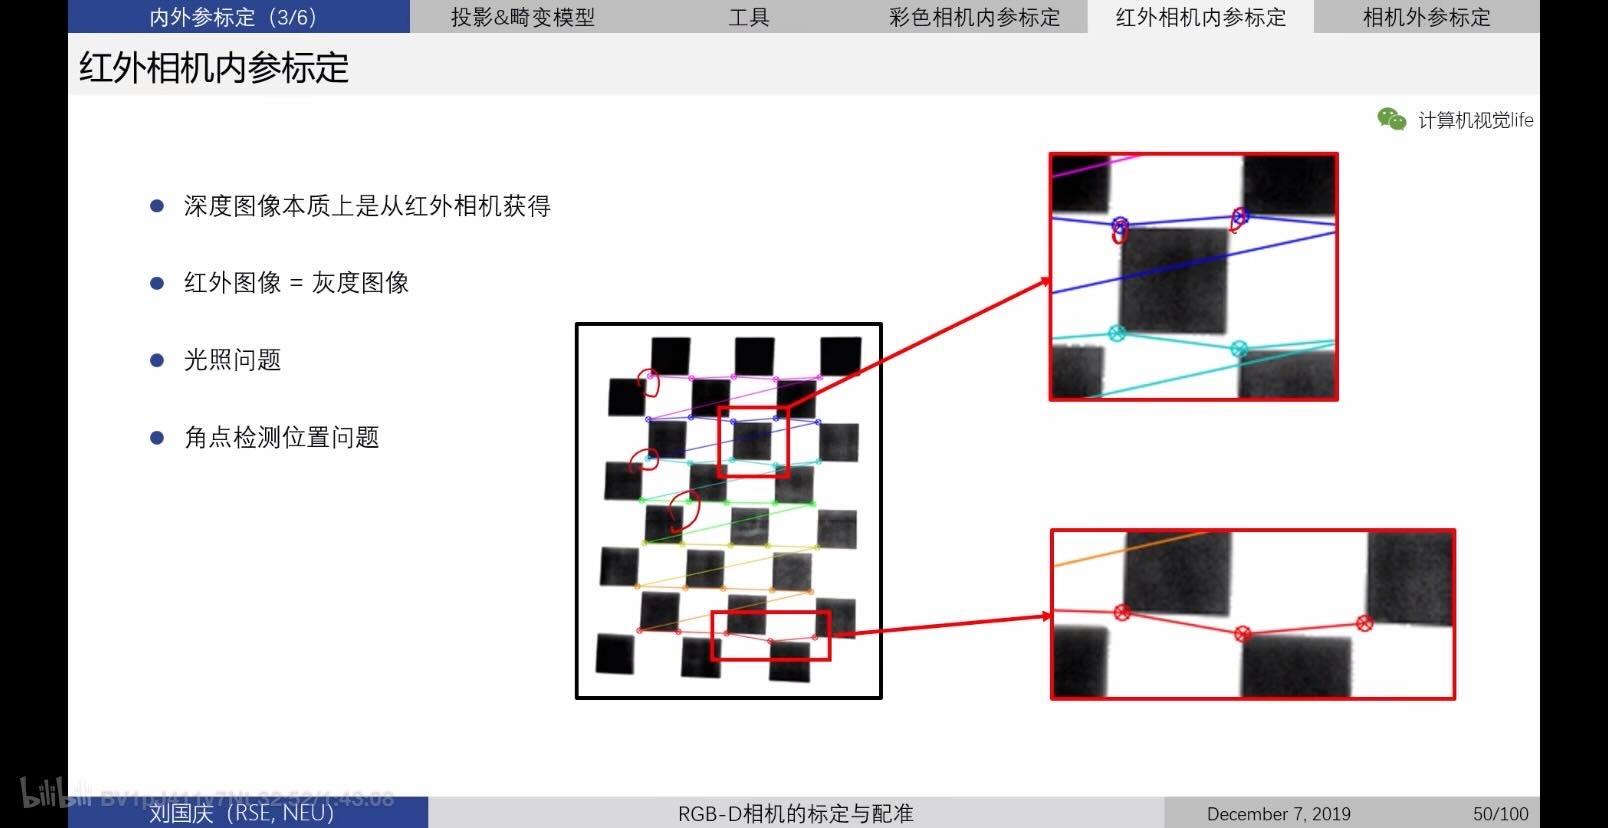 内外参标定（3/6）
投影&畸变模型
工具
彩色相机内参标定
红外相机内参标定
相机外参标定
红外相机内参标定
计算机视觉life
深度图像本质上是从红外相机获得
红外图像 = 灰度图像
光照问题
角点检测位置问题
bilibili
刘国庆（RSE, NEU）
RGB-D相机的标定与配准
December 7, 2019
50/100